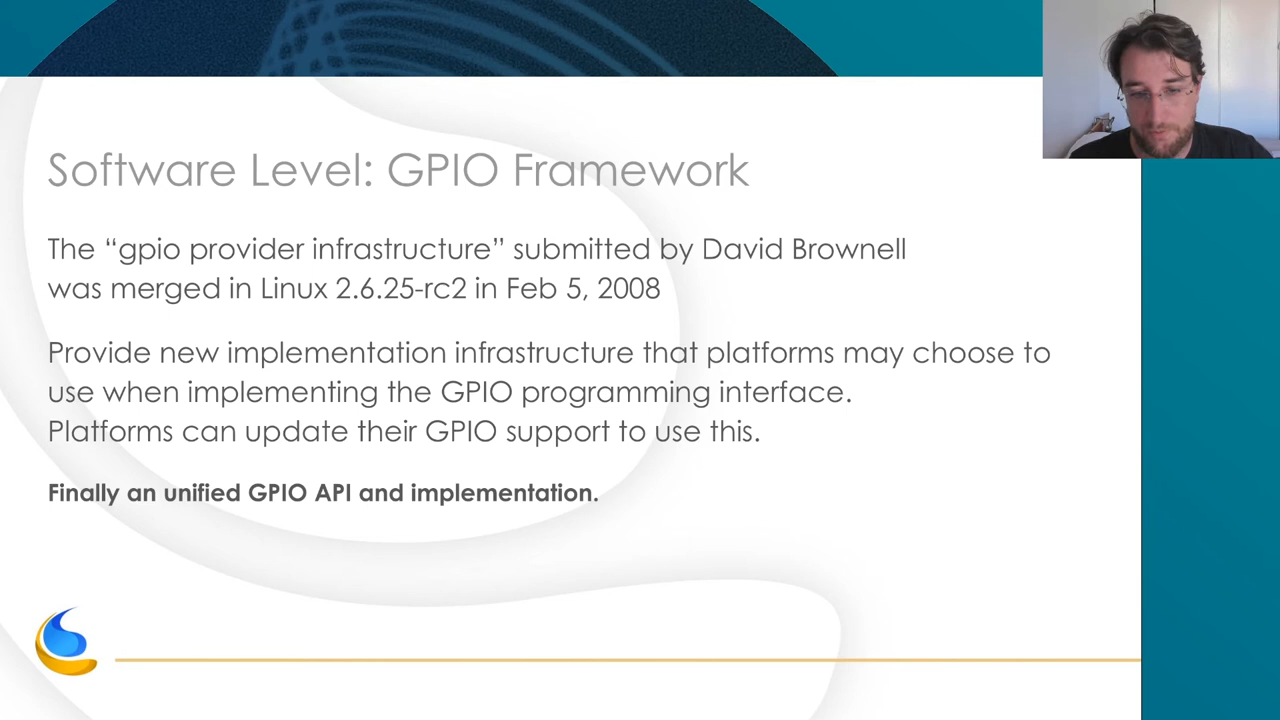 Software Level: GPIO Framework
The “gpio provider infrastructure” submitted by David Brownell
was merged in Linux 2.6.25-rc2 in Feb 5, 2008
Provide new implementation infrastructure that platforms may choose to
use when implementing the GPIO programming interface.
Platforms can update their GPIO support to use this.
Finally an unified GPIO API and implementation.